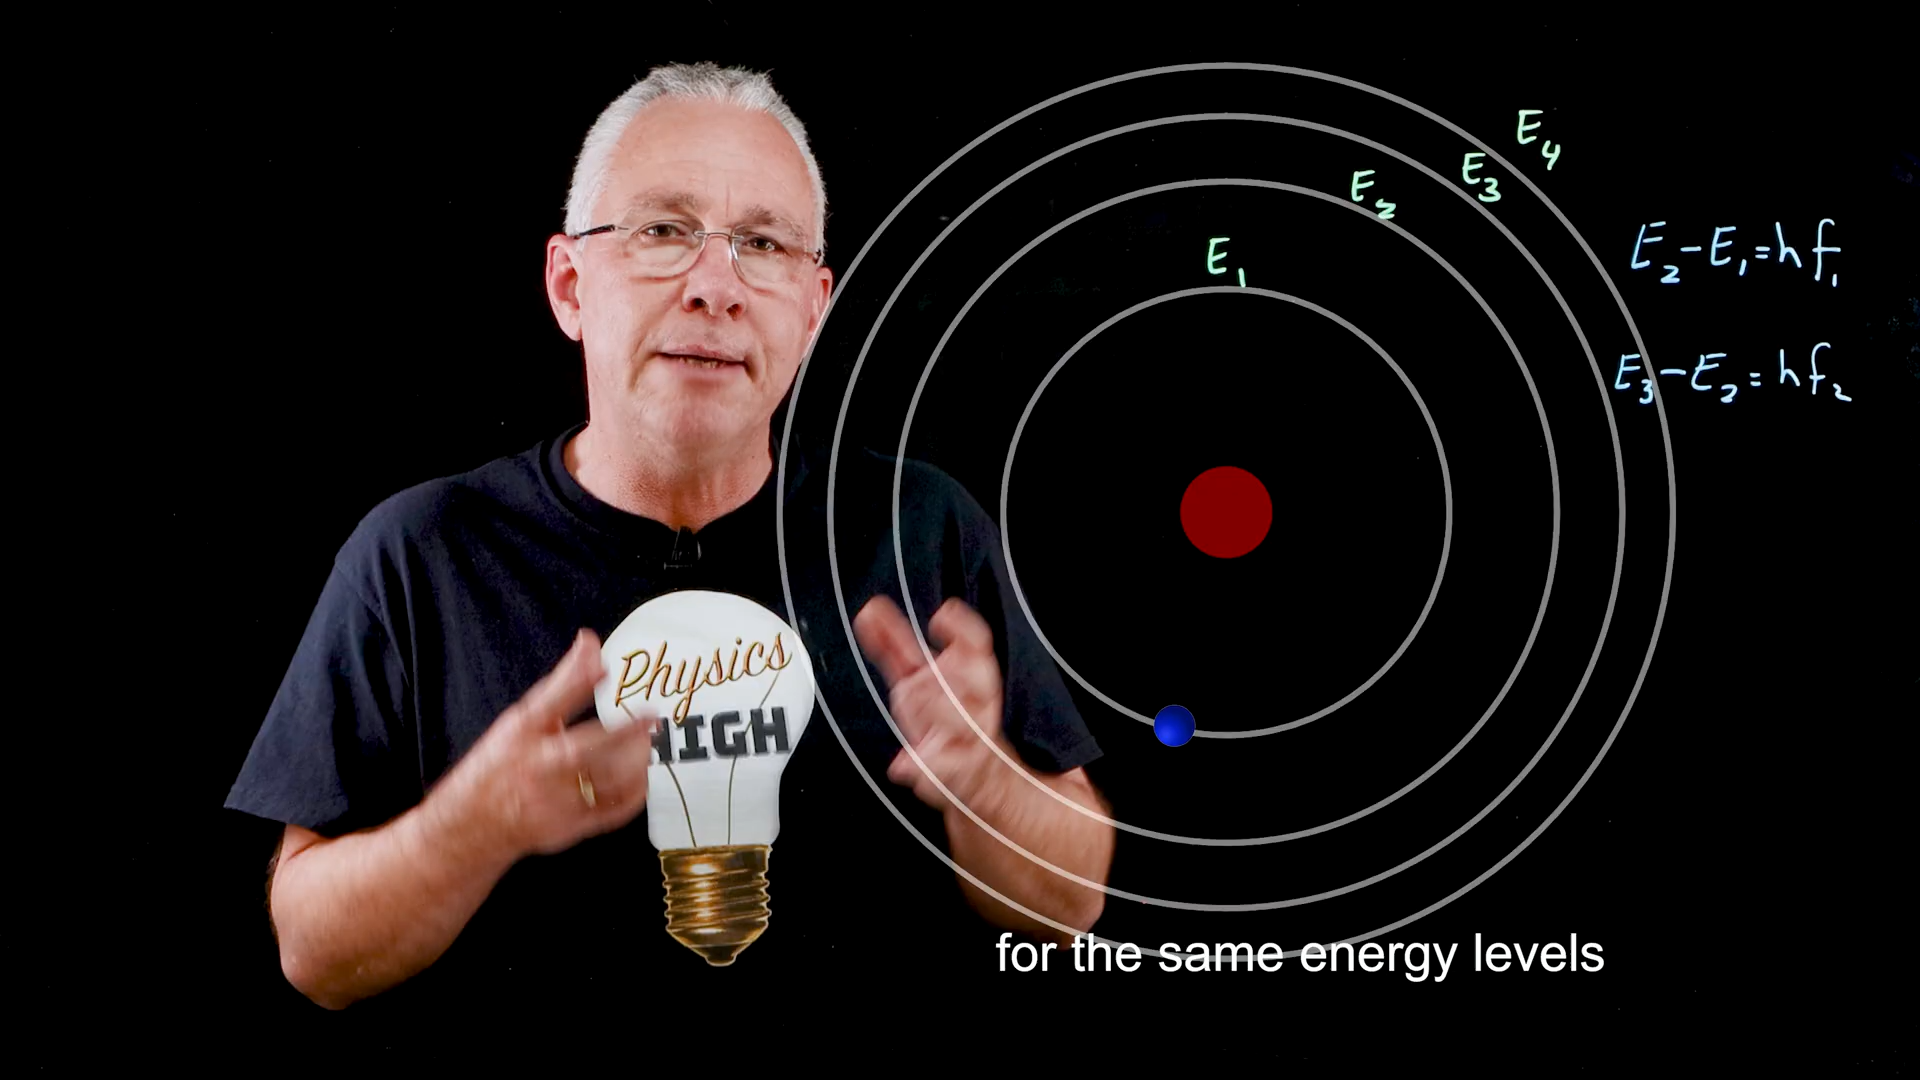 E₄
E₃
E₂
E₁
E₂-E₁=hf₁
E₃-E₂=hf₂
Physics
HIGH
for the same energy levels